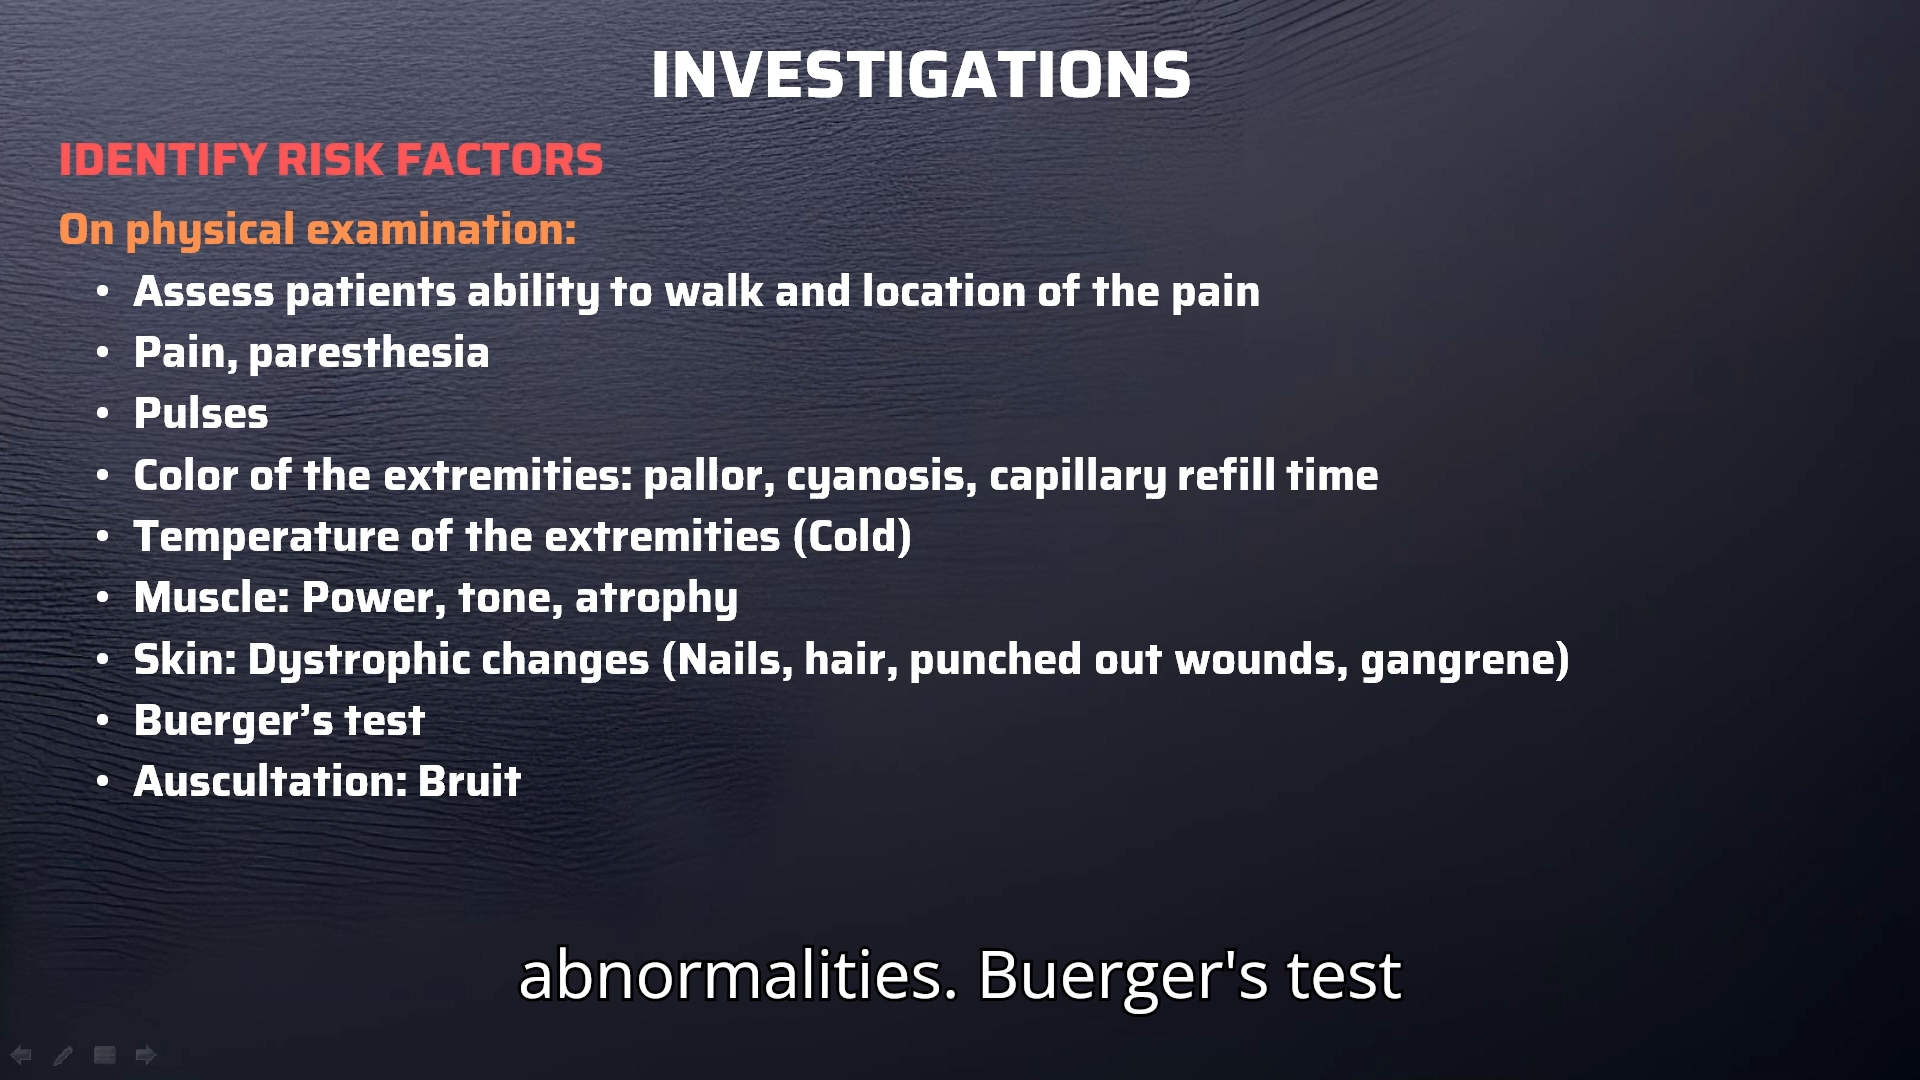 INVESTIGATIONS
IDENTIFY RISK FACTORS
On physical examination:
• Assess patients ability to walk and location of the pain
• Pain, paresthesia
• Pulses
• Color of the extremities: pallor, cyanosis, capillary refill time
• Temperature of the extremities (Cold)
• Muscle: Power, tone, atrophy
• Skin: Dystrophic changes (Nails, hair, punched out wounds, gangrene)
• Buerger’s test
• Auscultation: Bruit
abnormalities. Buerger's test